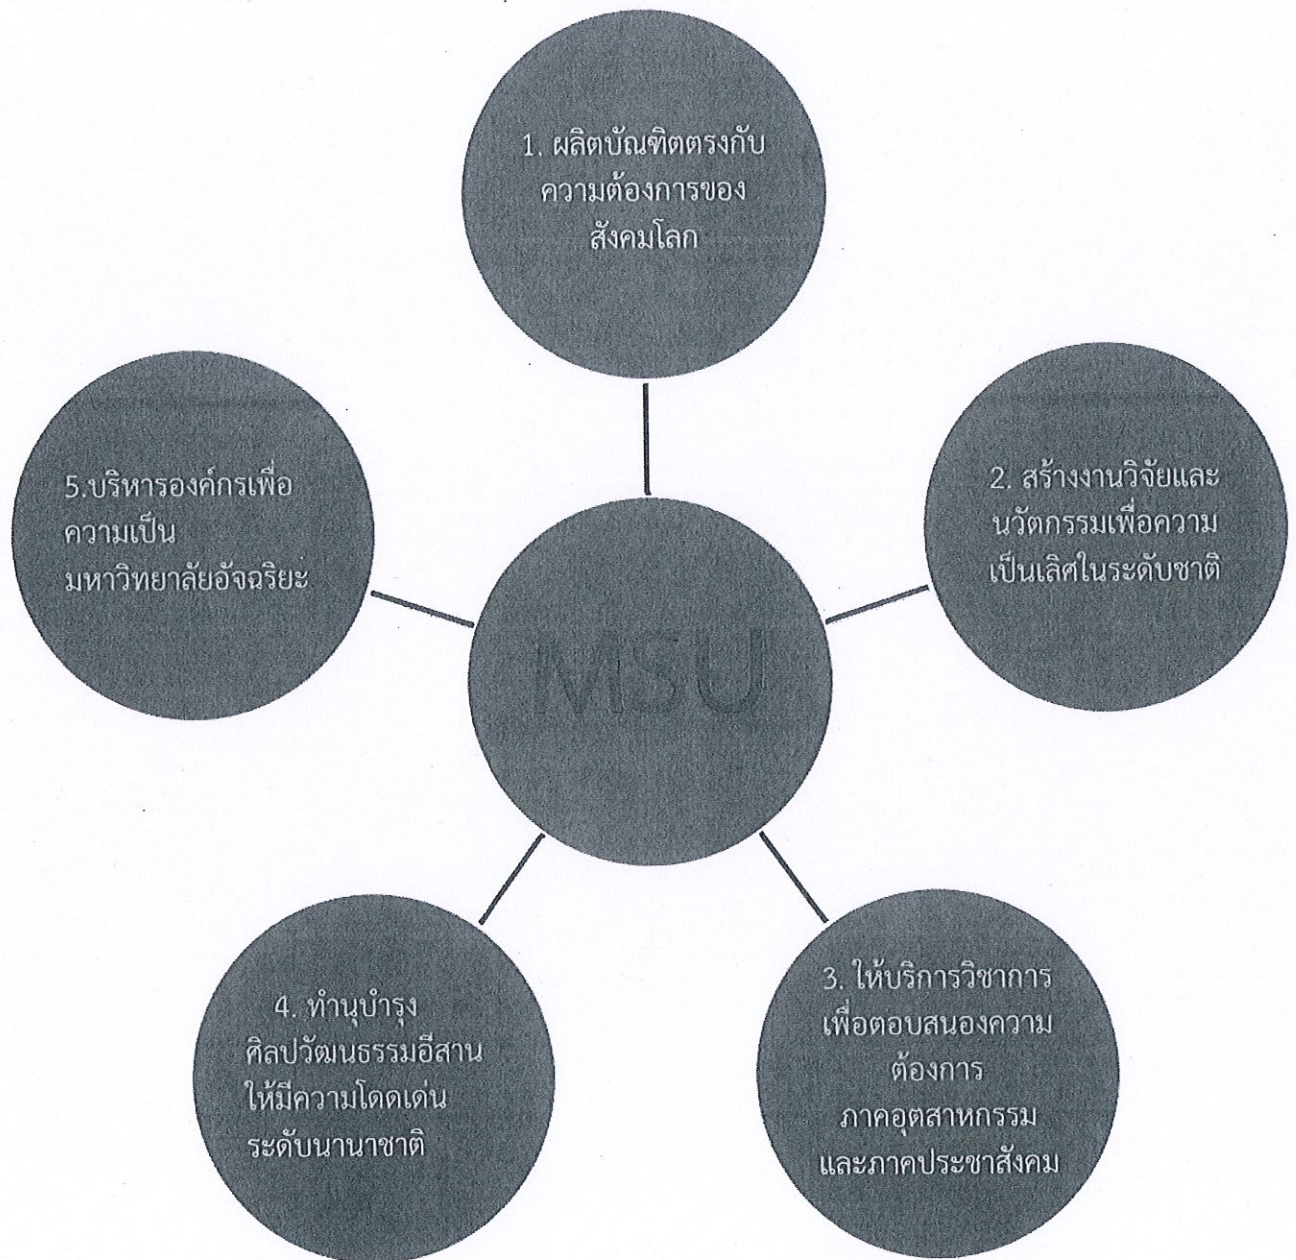 1. ผลิตบัณฑิตตรงกับ
ความต้องการของ
สังคมโลก
2. สร้างงานวิจัยและ
นวัตกรรมเพื่อความ
เป็นเลิศในระดับชาติ
3. ให้บริการวิชาการ
เพื่อตอบสนองความ
ต้องการ
ภาคอุตสาหกรรม
และภาคประชาสังคม
4. ทำนุบำรุง
ศิลปวัฒนธรรมอีสาน
ให้มีความโดดเด่น
ระดับนานาชาติ
5.บริหารองค์กรเพื่อ
ความเป็น
มหาวิทยาลัยอัจฉริยะ
MSU